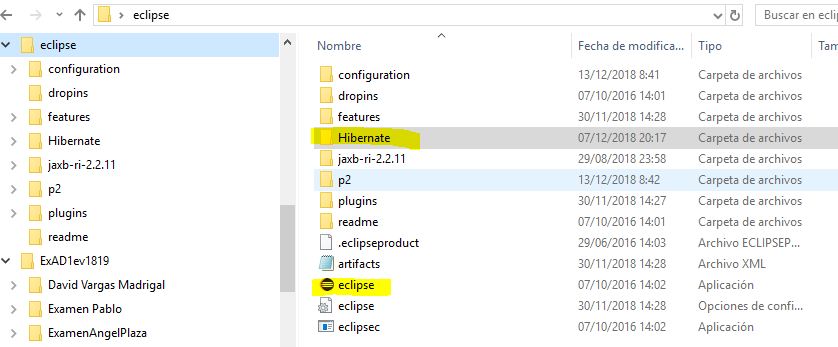 eclipse
Buscar en ecli
eclipse
configuration
dropins
features
Hibernate
jaxb-ri-2.2.11
p2
plugins
readme
ExAD1ev1819
David Vargas Madrigal
Examen Pablo
ExamenAngelPlaza
Nombre Fecha de modifica... Tipo Tam
configuration 13/12/2018 8:41 Carpeta de archivos
dropins 07/10/2016 14:01 Carpeta de archivos
features 30/11/2018 14:28 Carpeta de archivos
Hibernate 07/12/2018 20:17 Carpeta de archivos
jaxb-ri-2.2.11 29/08/2018 23:58 Carpeta de archivos
p2 13/12/2018 8:42 Carpeta de archivos
plugins 30/11/2018 14:27 Carpeta de archivos
readme 07/10/2016 14:01 Carpeta de archivos
.eclipseproduct 29/06/2016 14:03 Archivo ECLIPSEP...
artifacts 30/11/2018 14:28 Archivo XML
eclipse 07/10/2016 14:02 Aplicación
eclipse 30/11/2018 14:28 Opciones de confi...
eclipsec 07/10/2016 14:02 Aplicación